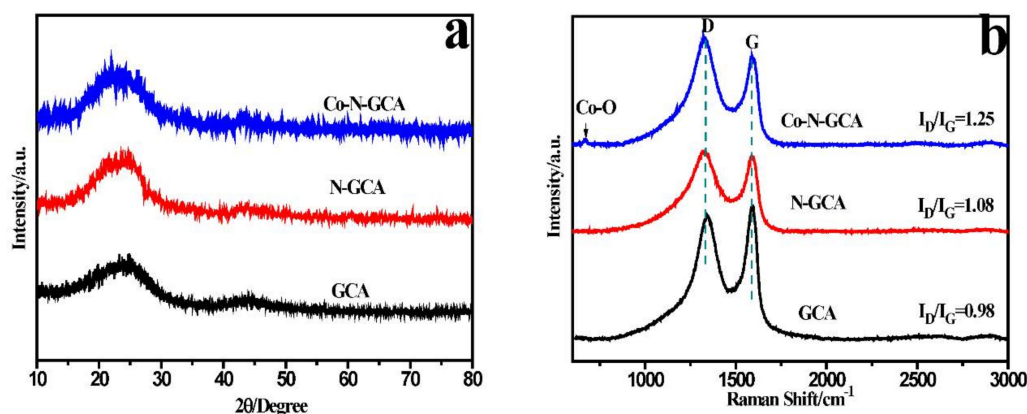 a
Intensity/a.u.
Co-N-GCA
N-GCA
GCA
10 20 30 40 50 60 70 80
2θ/Degree
b
Intensity/a.u.
D
G
Co-O
Co-N-GCA
I_D/I_G=1.25
N-GCA
I_D/I_G=1.08
GCA
I_D/I_G=0.98
1000 1500 2000 2500 3000
Raman Shift/cm⁻¹